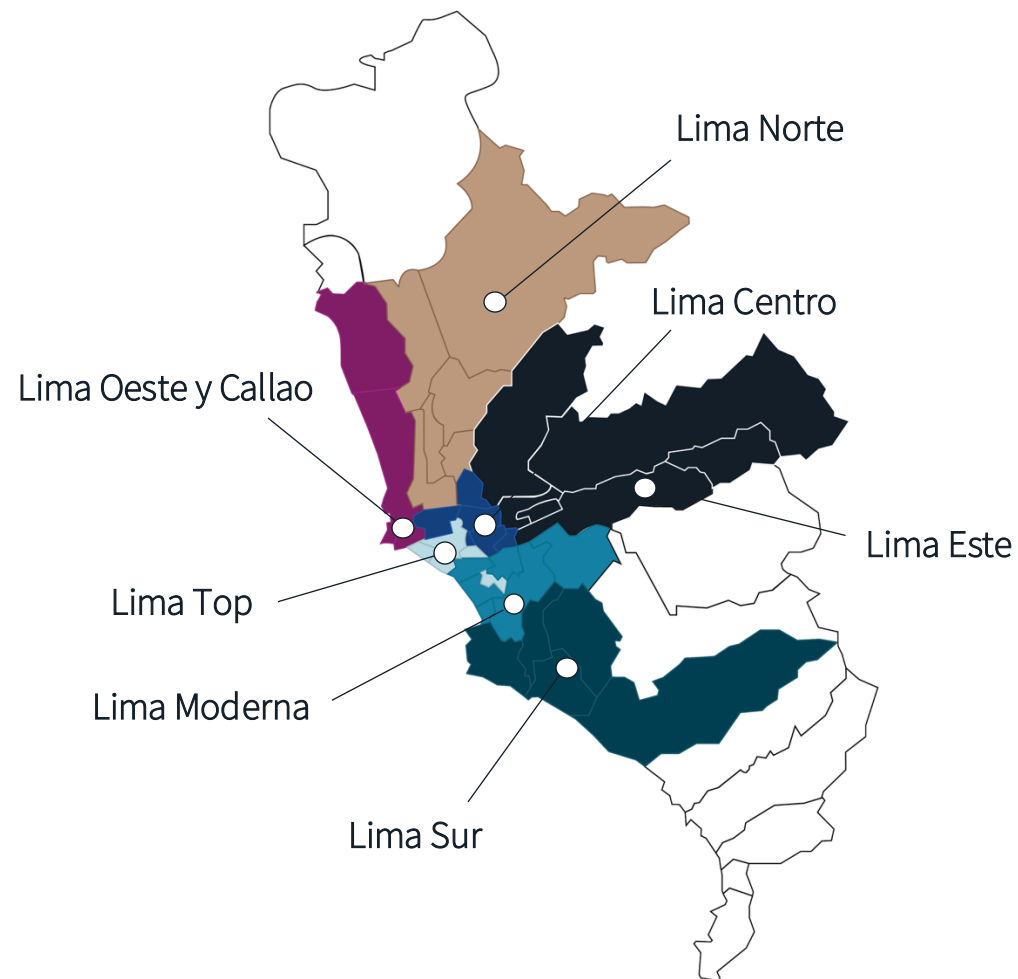 Lima Norte
Lima Centro
Lima Oeste y Callao
Lima Este
Lima Top
Lima Moderna
Lima Sur